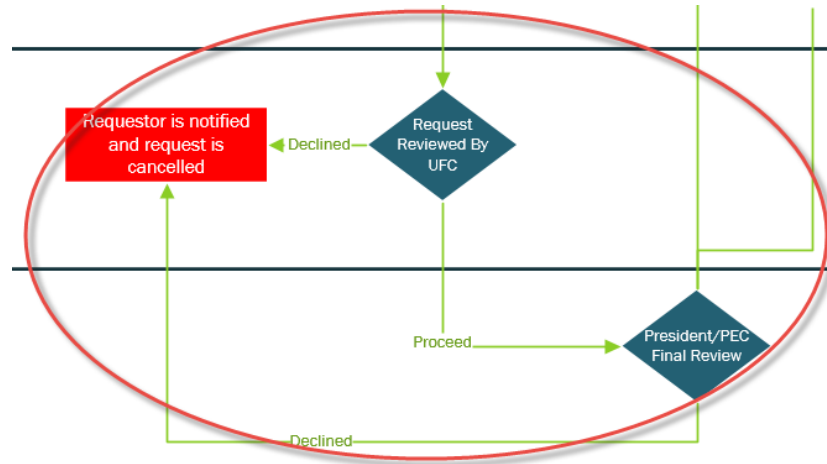 Requestor is notified
and request is
cancelled
Declined
Request
Reviewed By
UFC
Proceed
President/PEC
Final Review
Declined